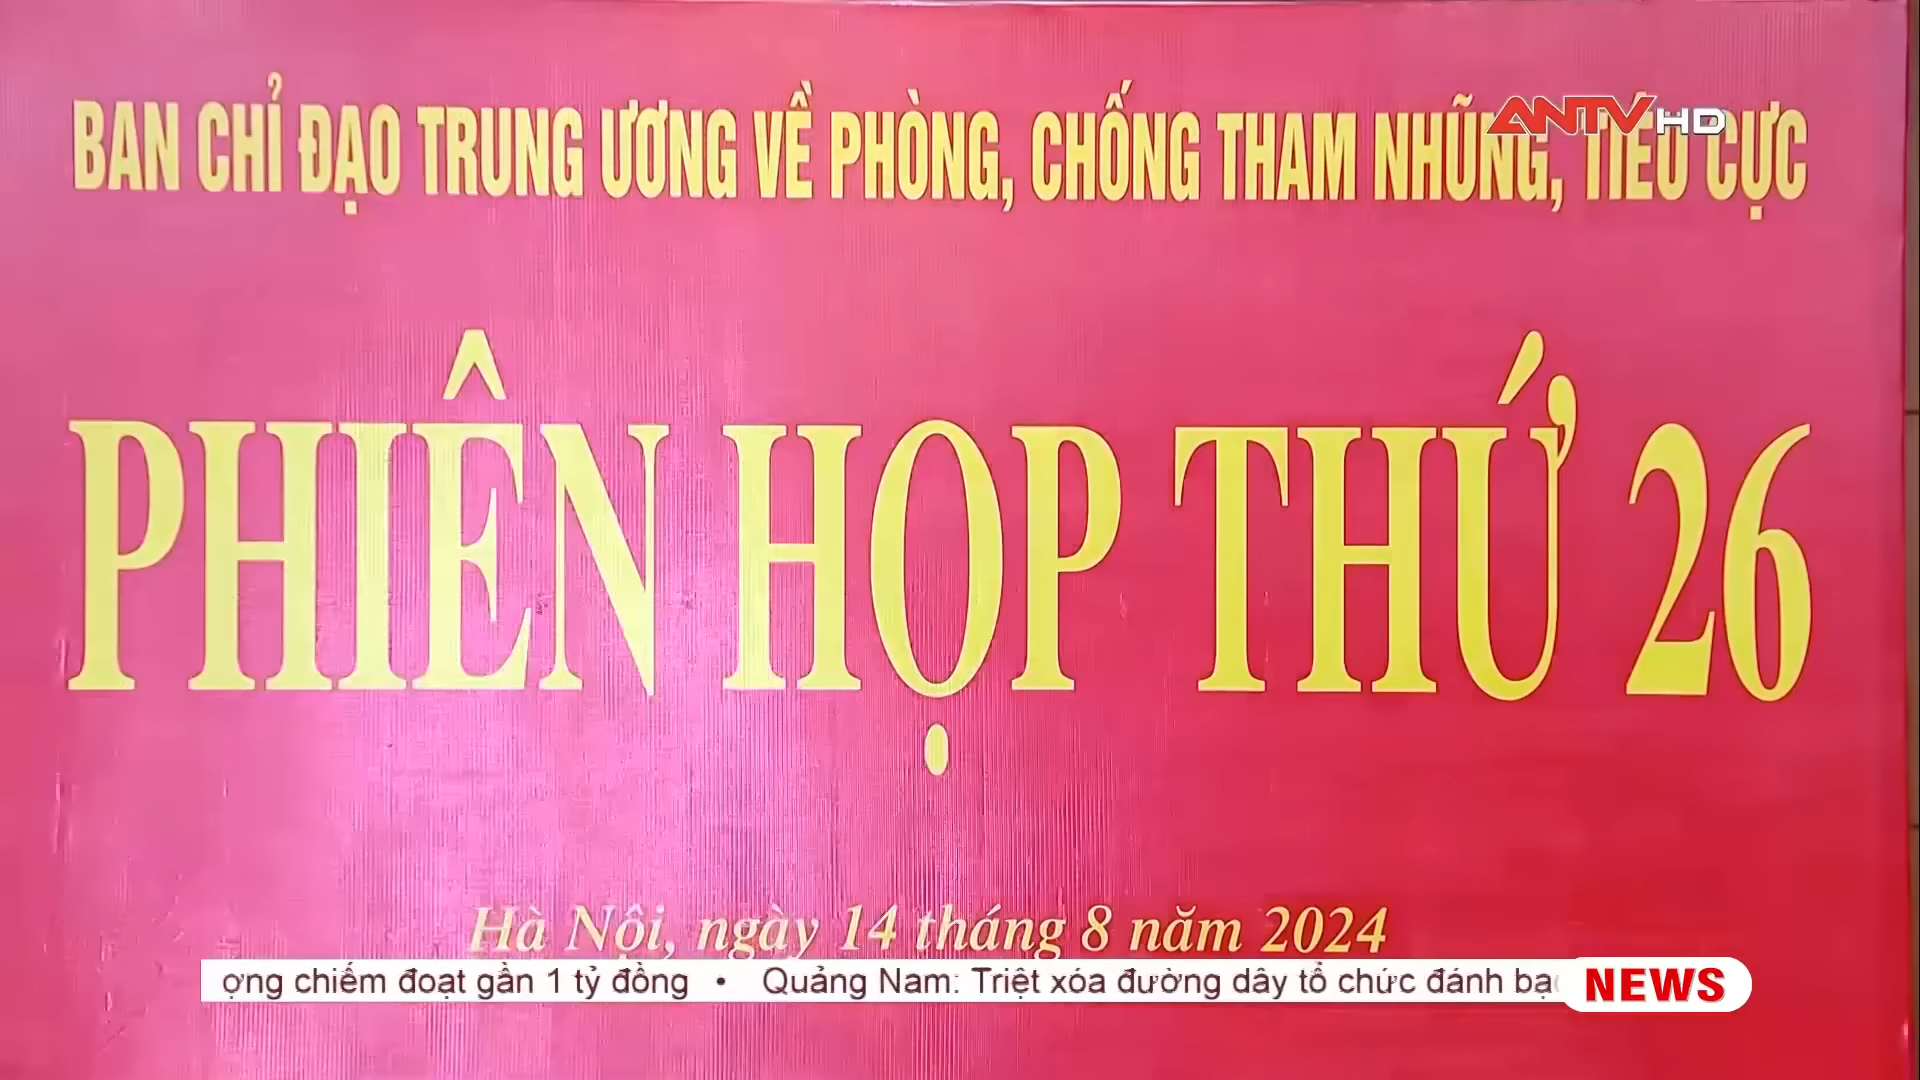 BAN CHỈ ĐẠO TRUNG ƯƠNG VỀ PHÒNG, CHỐNG THAM NHŨNG, TIÊU CỰC
ANTV HD
PHIÊN HỌP THỨ 26
Hà Nội, ngày 14 tháng 8 năm 2024
ợng chiếm đoạt gần 1 tỷ đồng • Quảng Nam: Triệt xóa đường dây tổ chức đánh bạ
NEWS